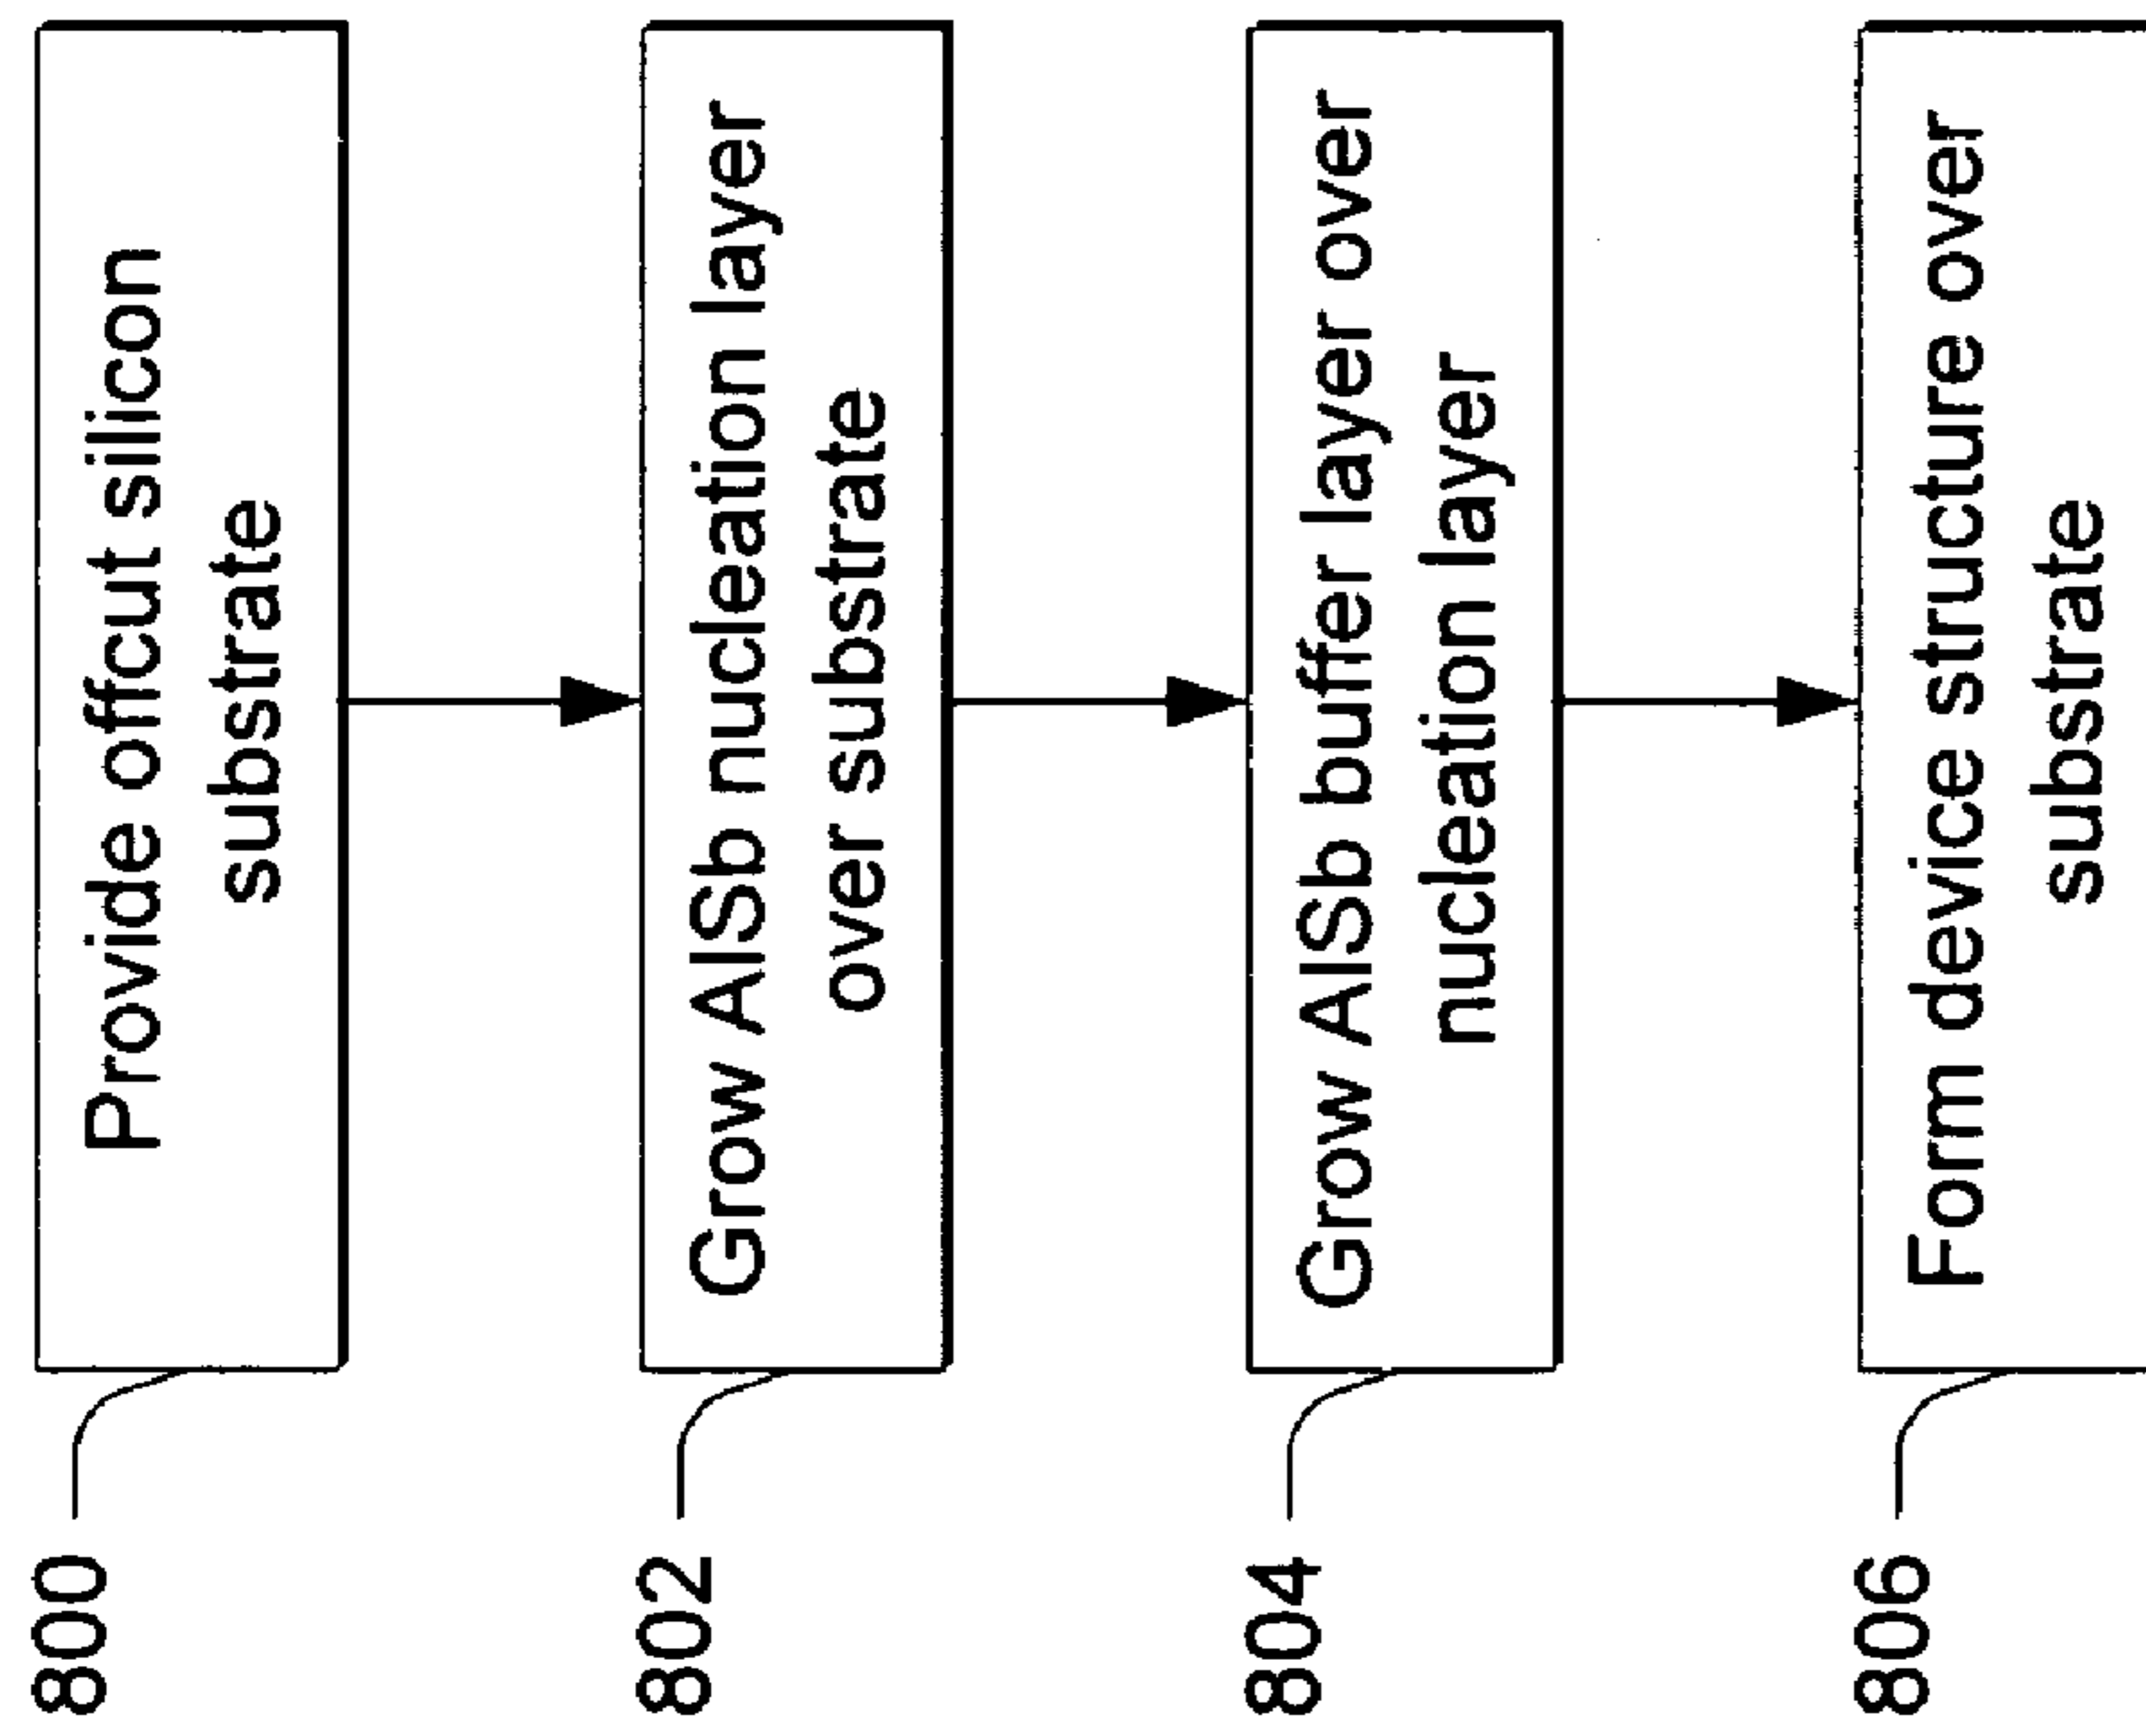 800
Provide offcut silicon
substrate
802
Grow AlSb nucleation layer
over substrate
804
Grow AlSb buffer layer over
nucleation layer
806
Form device structure over
substrate